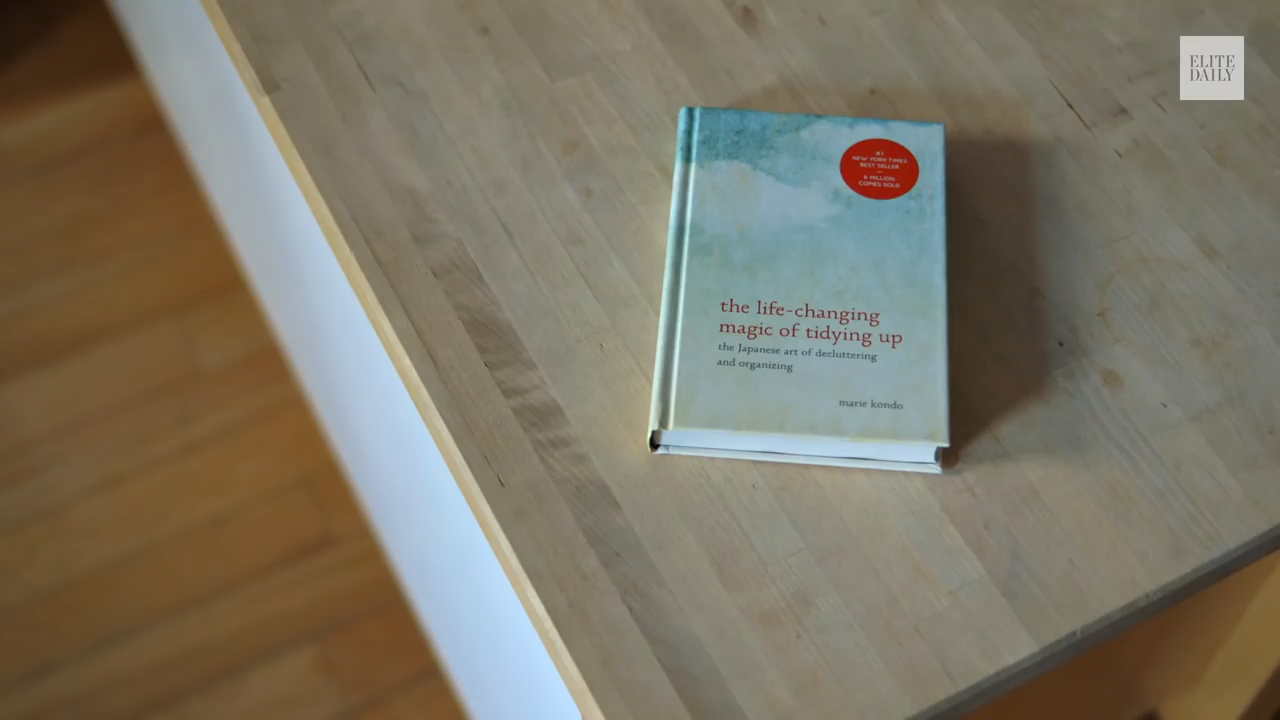 ELITE
DAILY
#1
NEW YORK TIMES
BEST SELLER
6 MILLION
COPIES SOLD
the life-changing
magic of tidying up
the Japanese art of decluttering
and organizing
marie kondo